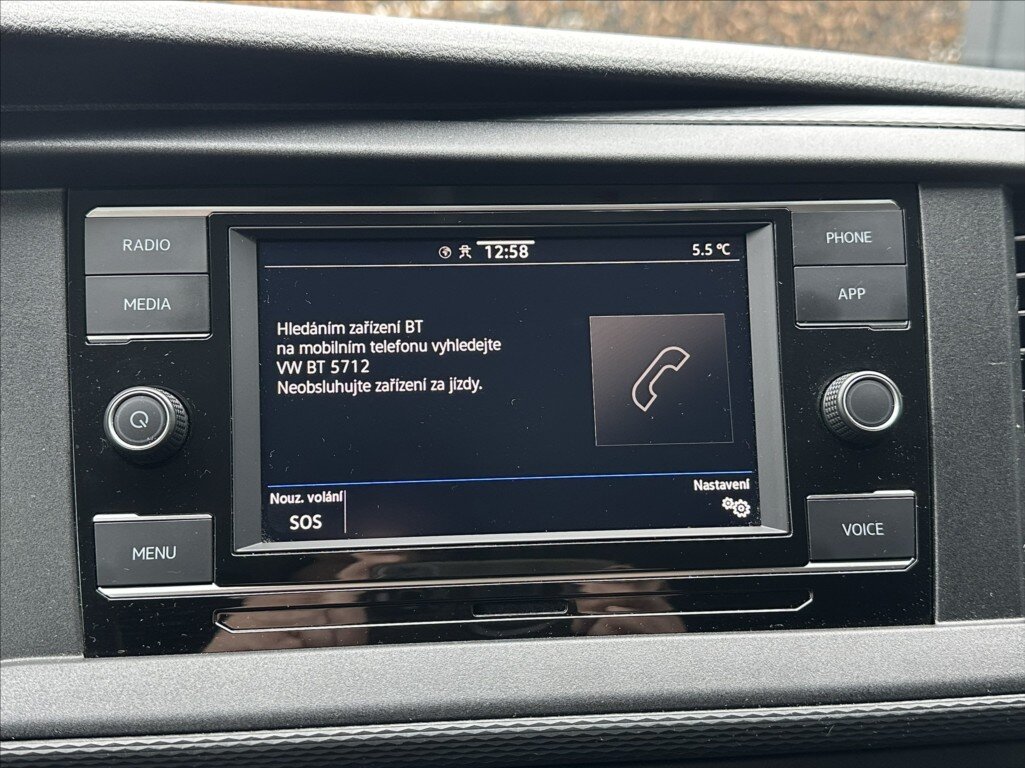 RADIO
MEDIA
MENU
12:58
5.5 °C
Hledáním zařízení BT
na mobilním telefonu vyhledejte
VW BT 5712
Neobsluhujte zařízení za jízdy.
Nouz. volání
SOS
Nastavení
PHONE
APP
VOICE